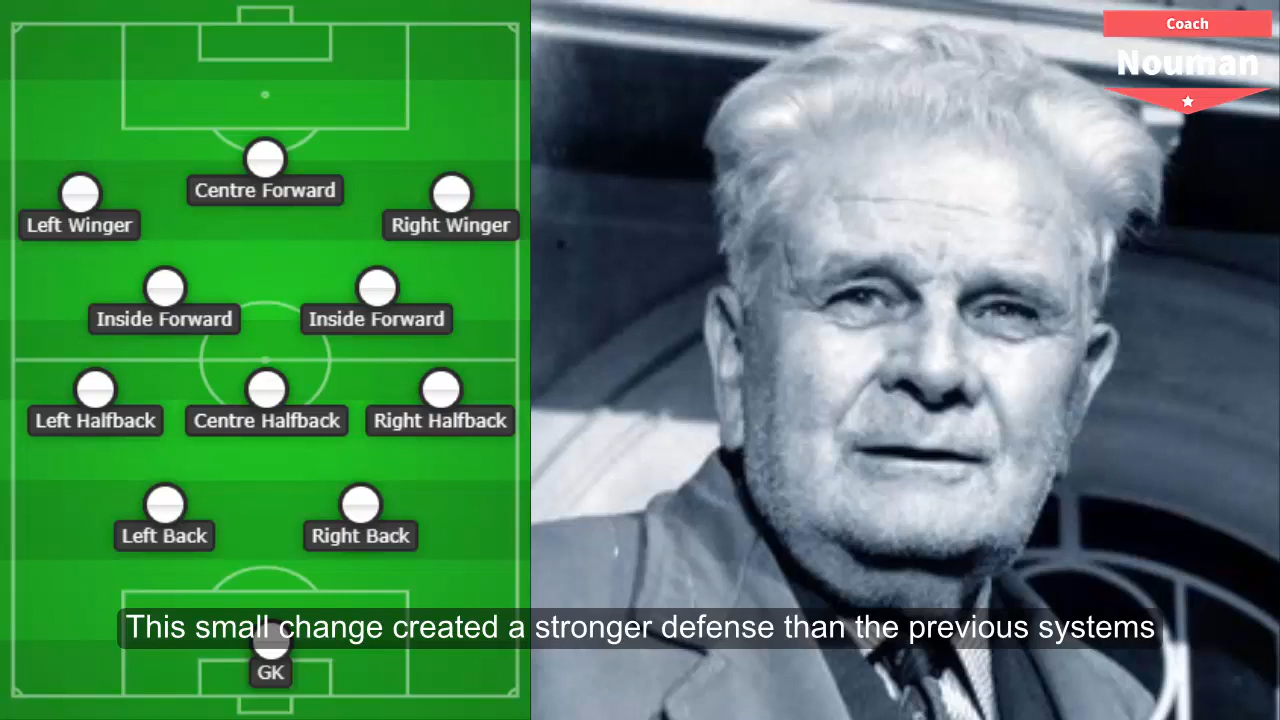 Coach
Nouman
Centre Forward
Left Winger
Right Winger
Inside Forward
Inside Forward
Left Halfback
Centre Halfback
Right Halfback
Left Back
Right Back
This small change created a stronger defense than the previous systems
GK